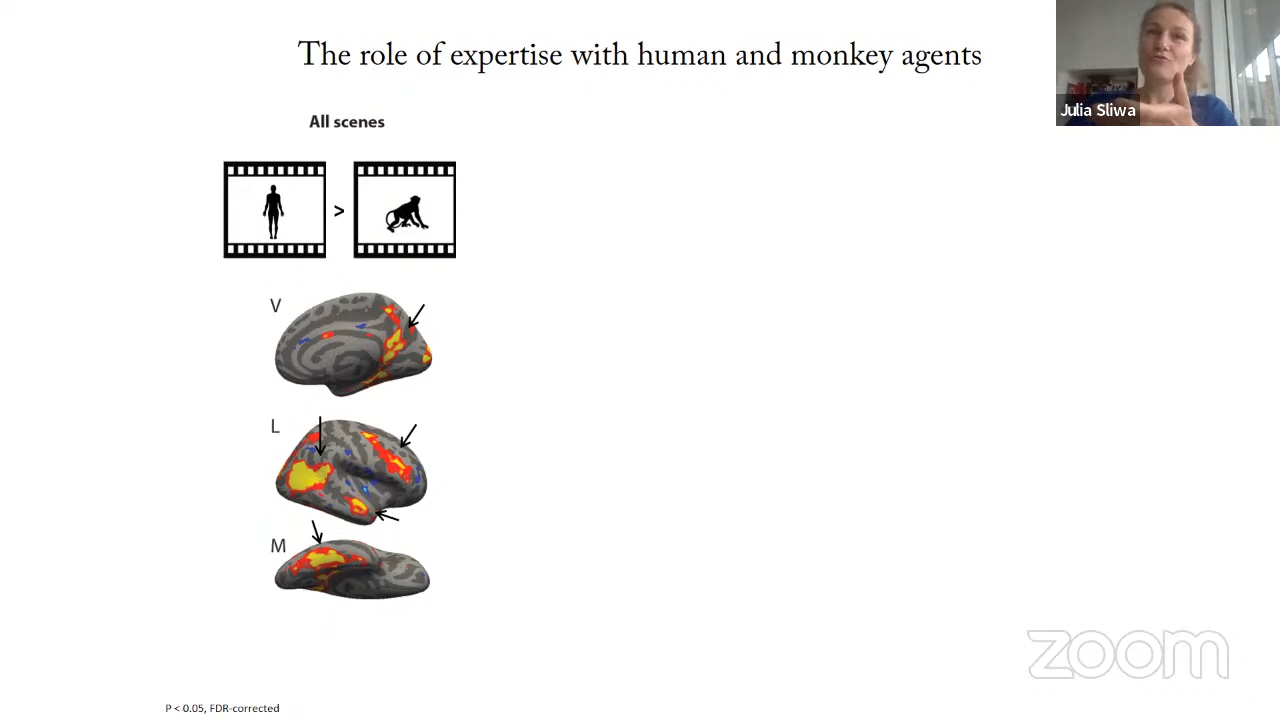 The role of expertise with human and monkey agents
Julia Sliwa
All scenes
>
V
L
M
zoom
P < 0.05, FDR-corrected